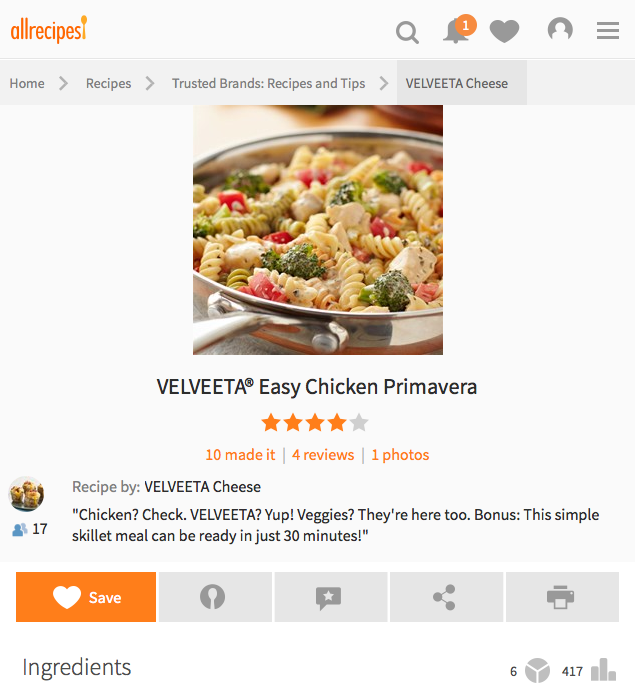 allrecipes
1
Home
Recipes
Trusted Brands: Recipes and Tips
VELVEETA Cheese
VELVEETA® Easy Chicken Primavera
10 made it | 4 reviews | 1 photos
Recipe by: VELVEETA Cheese
17
"Chicken? Check. VELVEETA? Yup! Veggies? They're here too. Bonus: This simple
skillet meal can be ready in just 30 minutes!"
Save
Ingredients
6
417